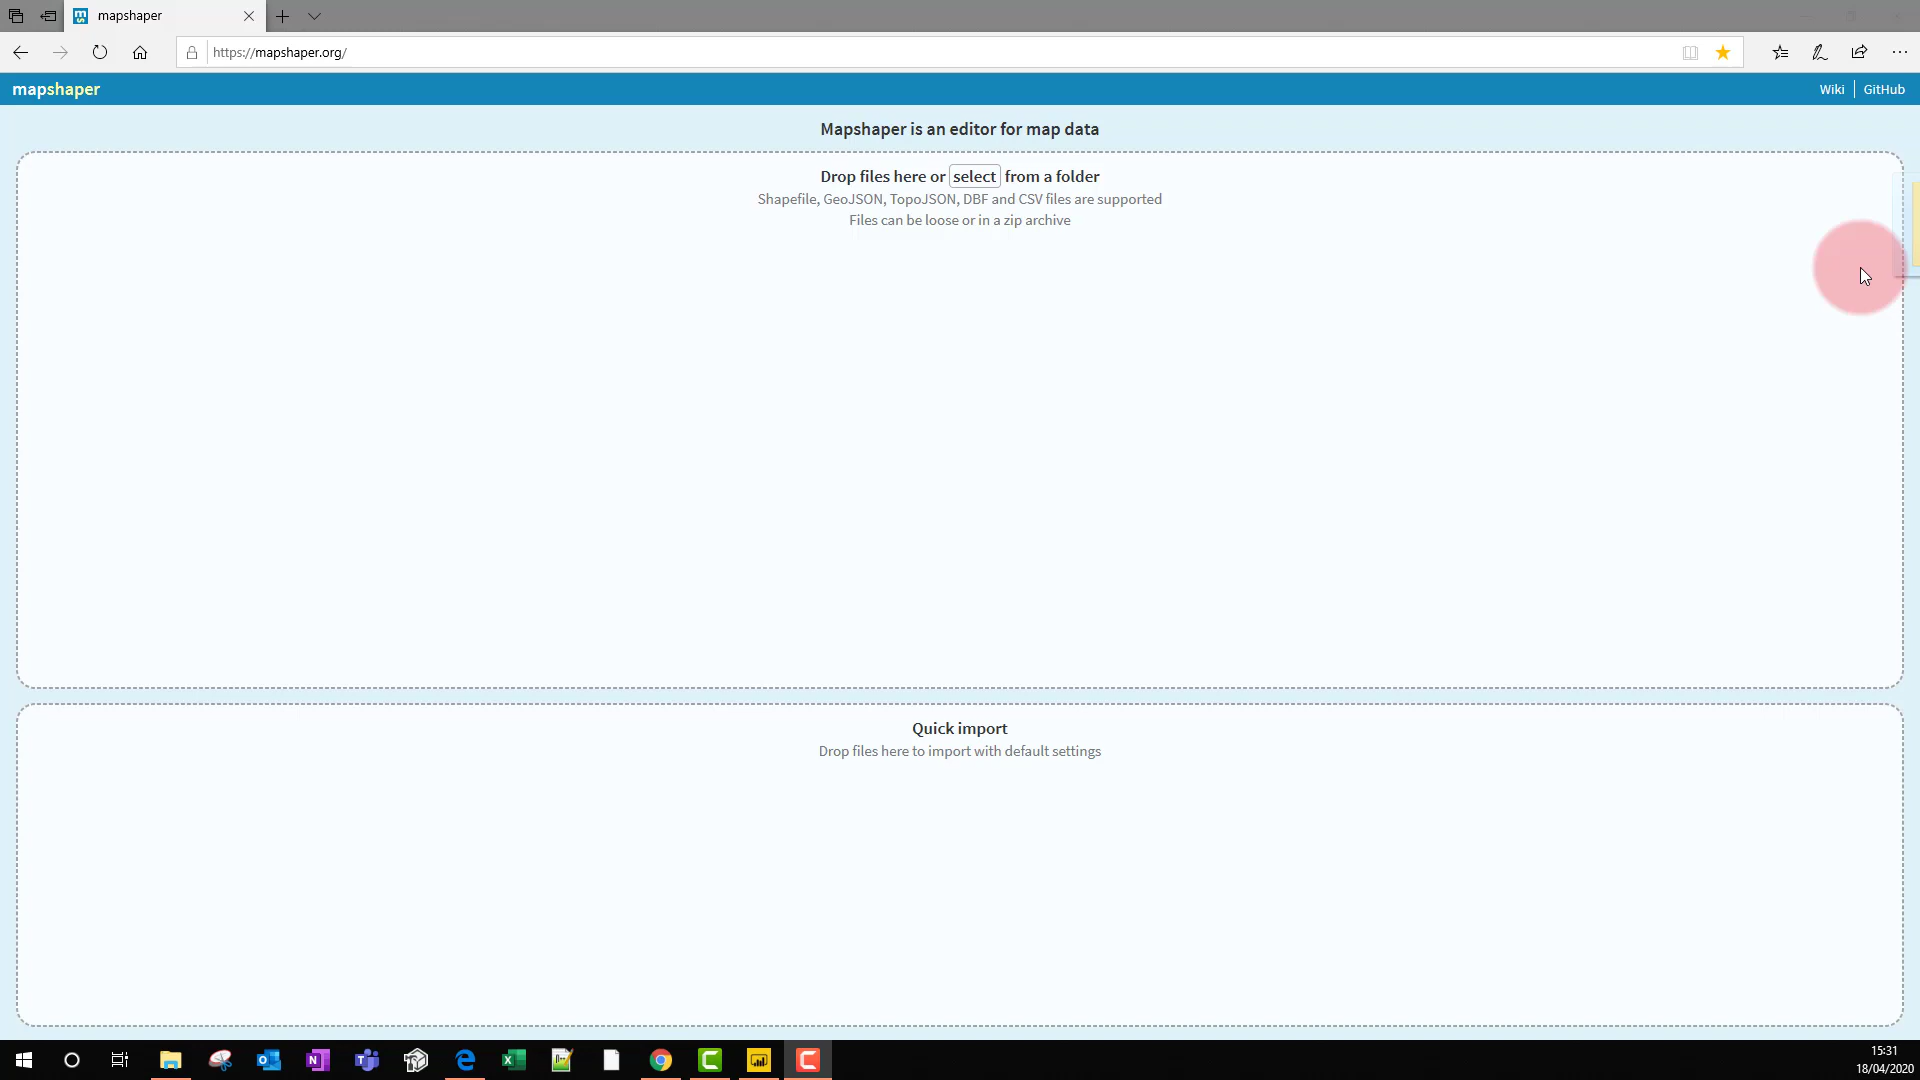 mapshaper
https://mapshaper.org/
mapshaper
Wiki
GitHub
Mapshaper is an editor for map data
Drop files here or select from a folder
Shapefile, GeoJSON, TopoJSON, DBF and CSV files are supported
Files can be loose or in a zip archive
Quick import
Drop files here to import with default settings
15:31
18/04/2020